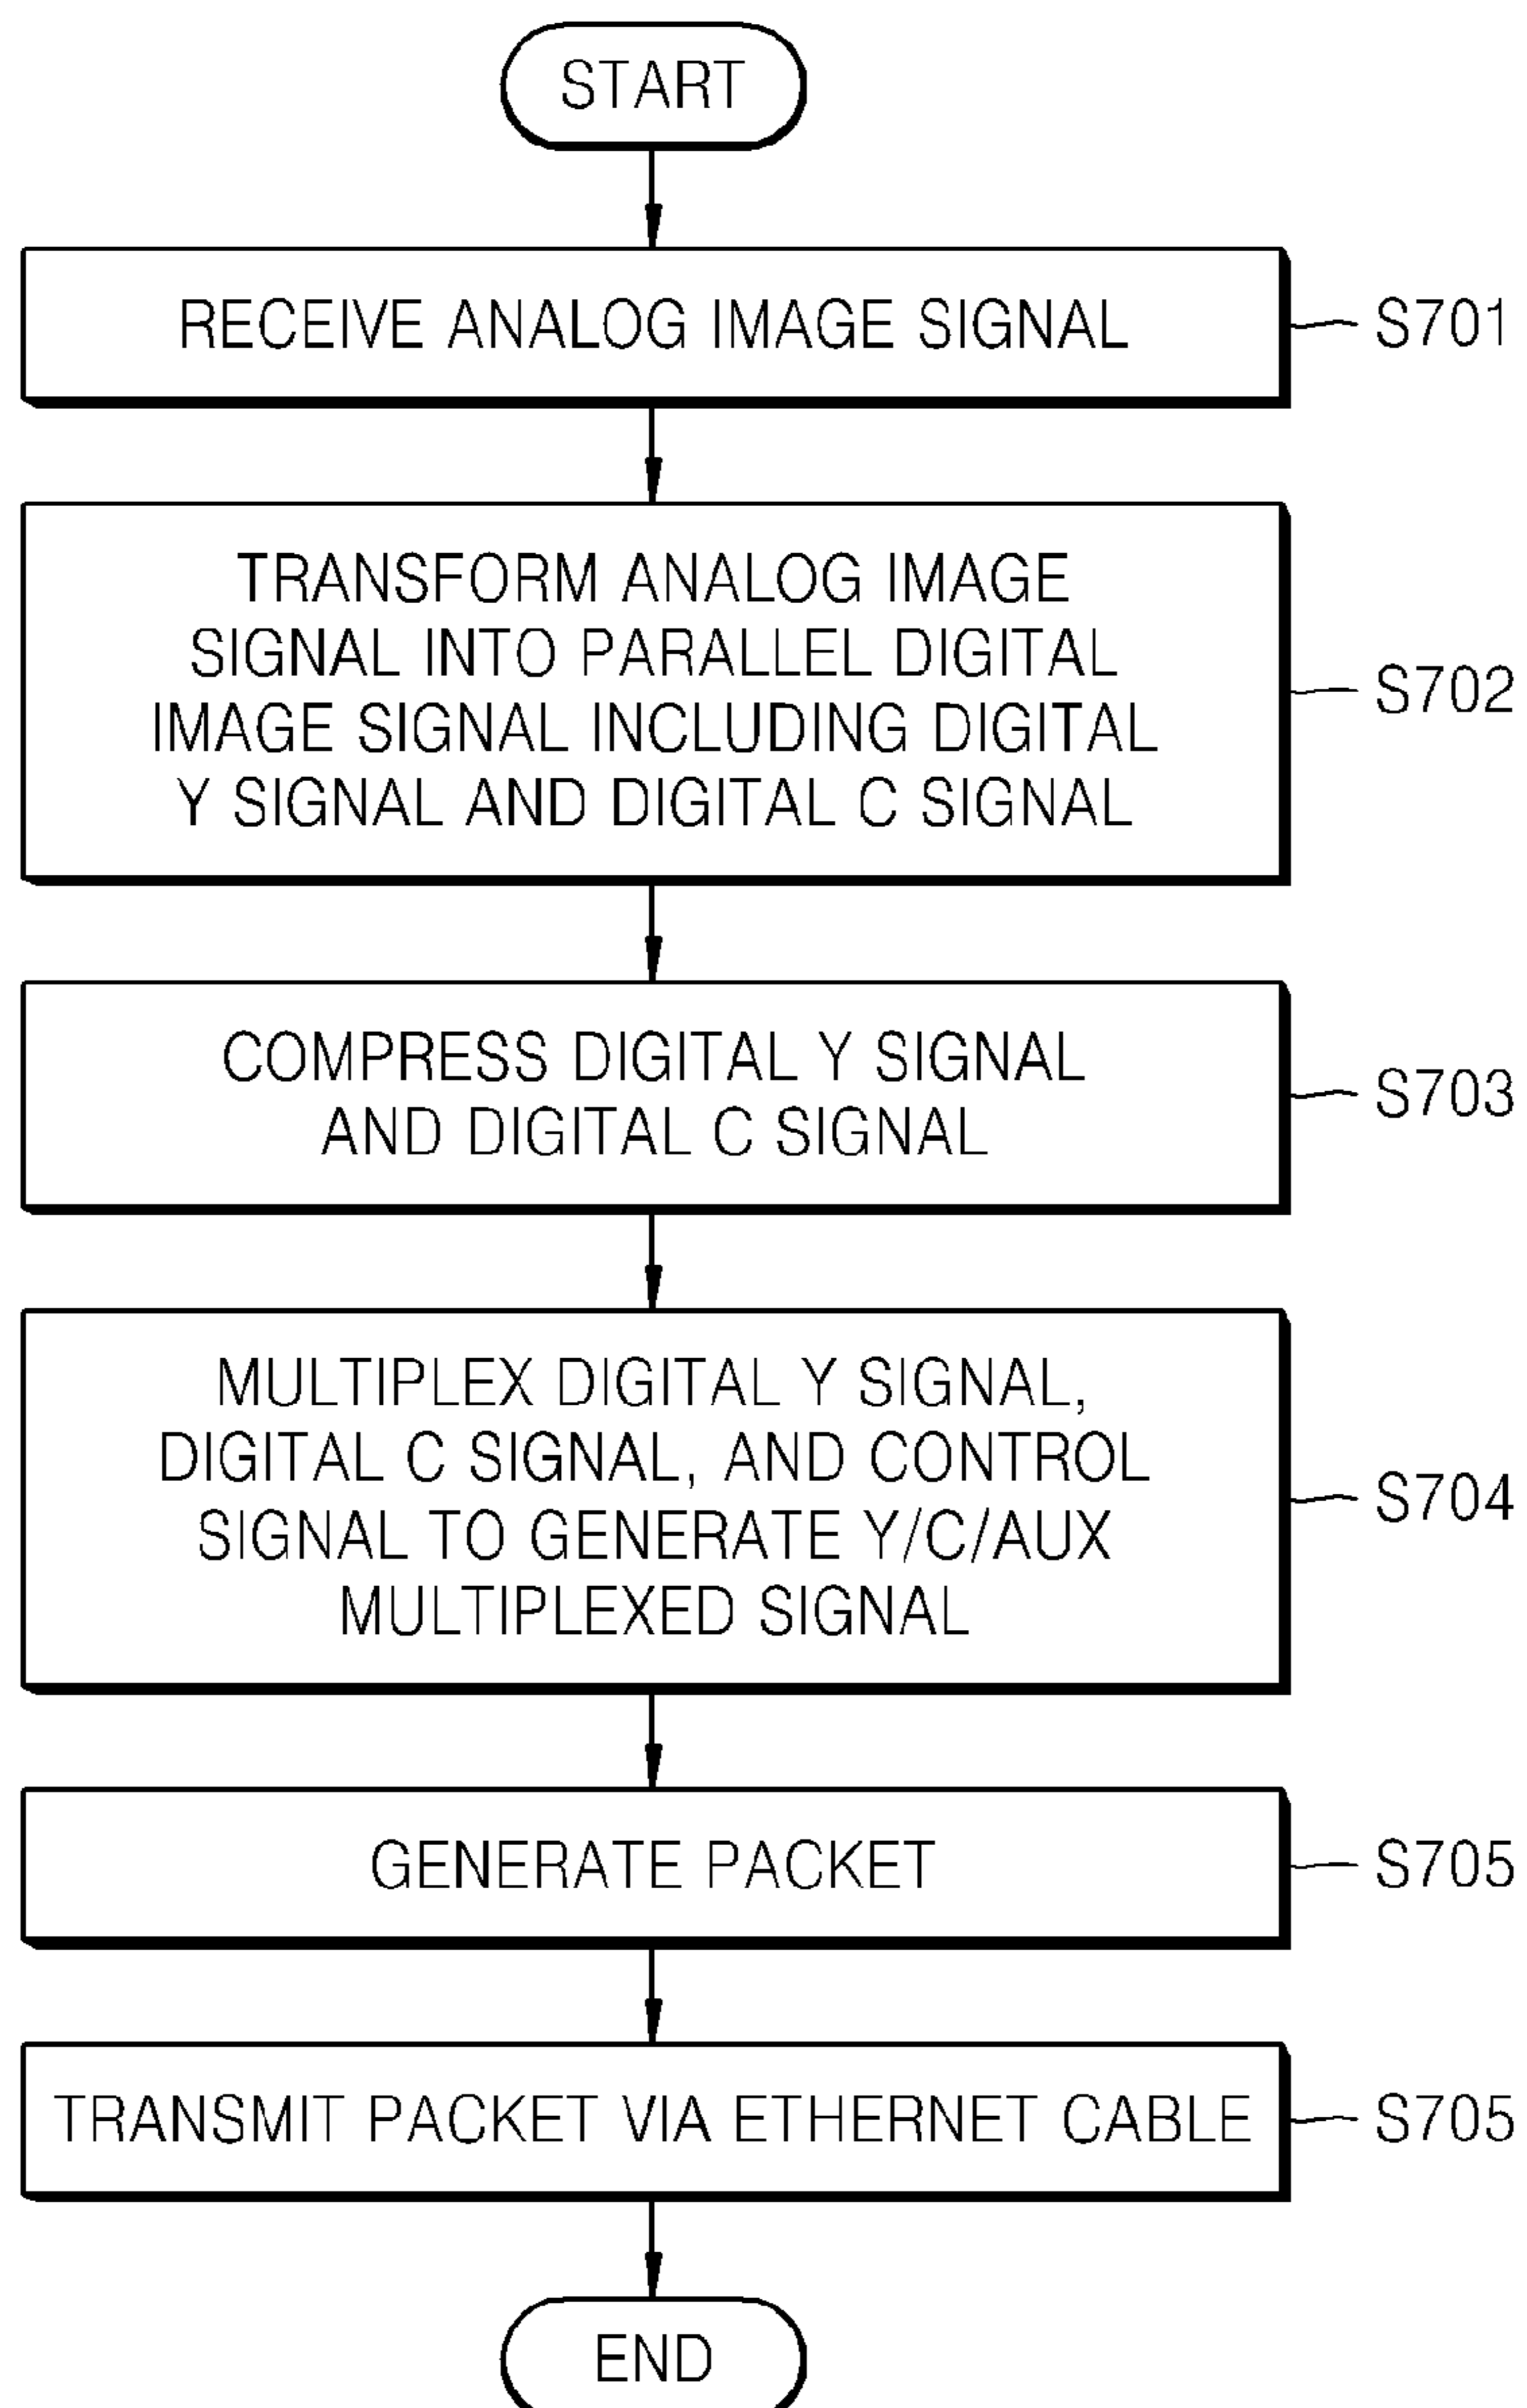 START
RECEIVE ANALOG IMAGE SIGNAL
S701
TRANSFORM ANALOG IMAGE
SIGNAL INTO PARALLEL DIGITAL
IMAGE SIGNAL INCLUDING DIGITAL
Y SIGNAL AND DIGITAL C SIGNAL
S702
COMPRESS DIGITAL Y SIGNAL
AND DIGITAL C SIGNAL
S703
MULTIPLEX DIGITAL Y SIGNAL,
DIGITAL C SIGNAL, AND CONTROL
SIGNAL TO GENERATE Y/C/AUX
MULTIPLEXED SIGNAL
S704
GENERATE PACKET
S705
TRANSMIT PACKET VIA ETHERNET CABLE
S705
END